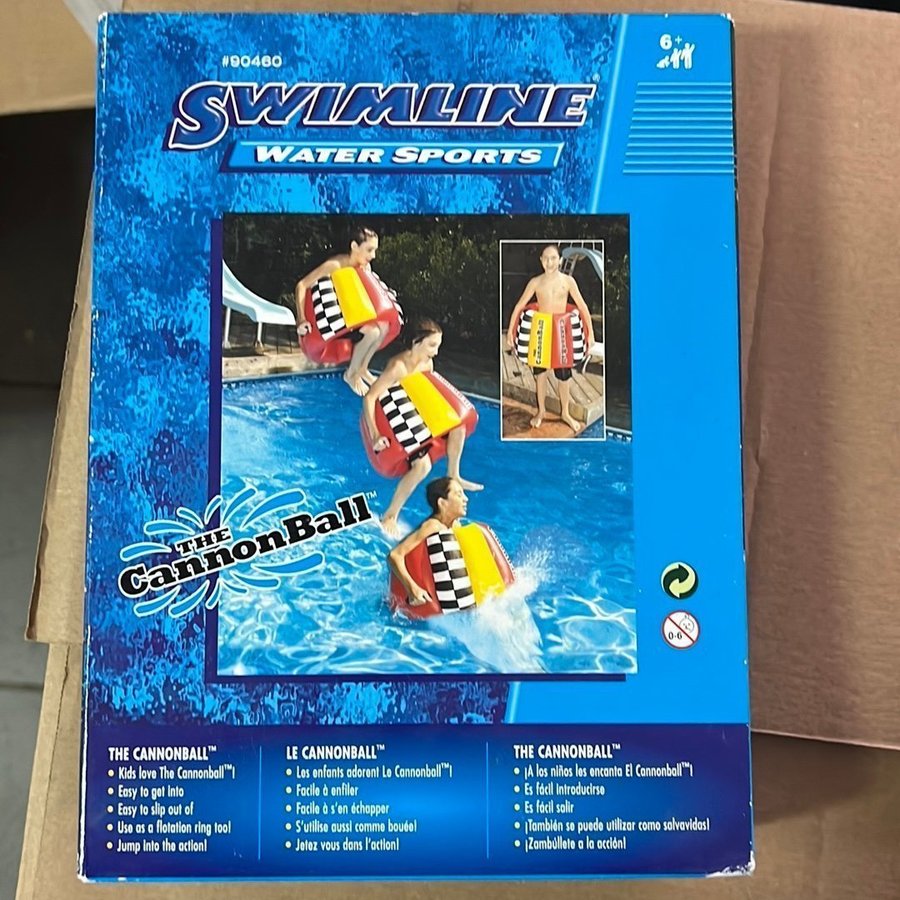 #90460
6+
SWIMLINE®
WATER SPORTS
THE
CannonBall™
THE CANNONBALL™
• Kids love The Cannonball™!
• Easy to get into
• Easy to slip out of
• Use as a flotation ring too!
• Jump into the action!
LE CANNONBALL™
• Les enfants adorent Le Cannonball™!
• Facile à enfiler
• Facile à s'en échapper
• S'utilise aussi comme bouée!
• Jetez vous dans l'action!
THE CANNONBALL™
• ¡A los niños les encanta El Cannonball™!
• Es fácil introducirse
• Es fácil salir
• ¡También se puede utilizar como salvavidas!
• ¡Zambúllete a la acción!
CannonBall
0-6